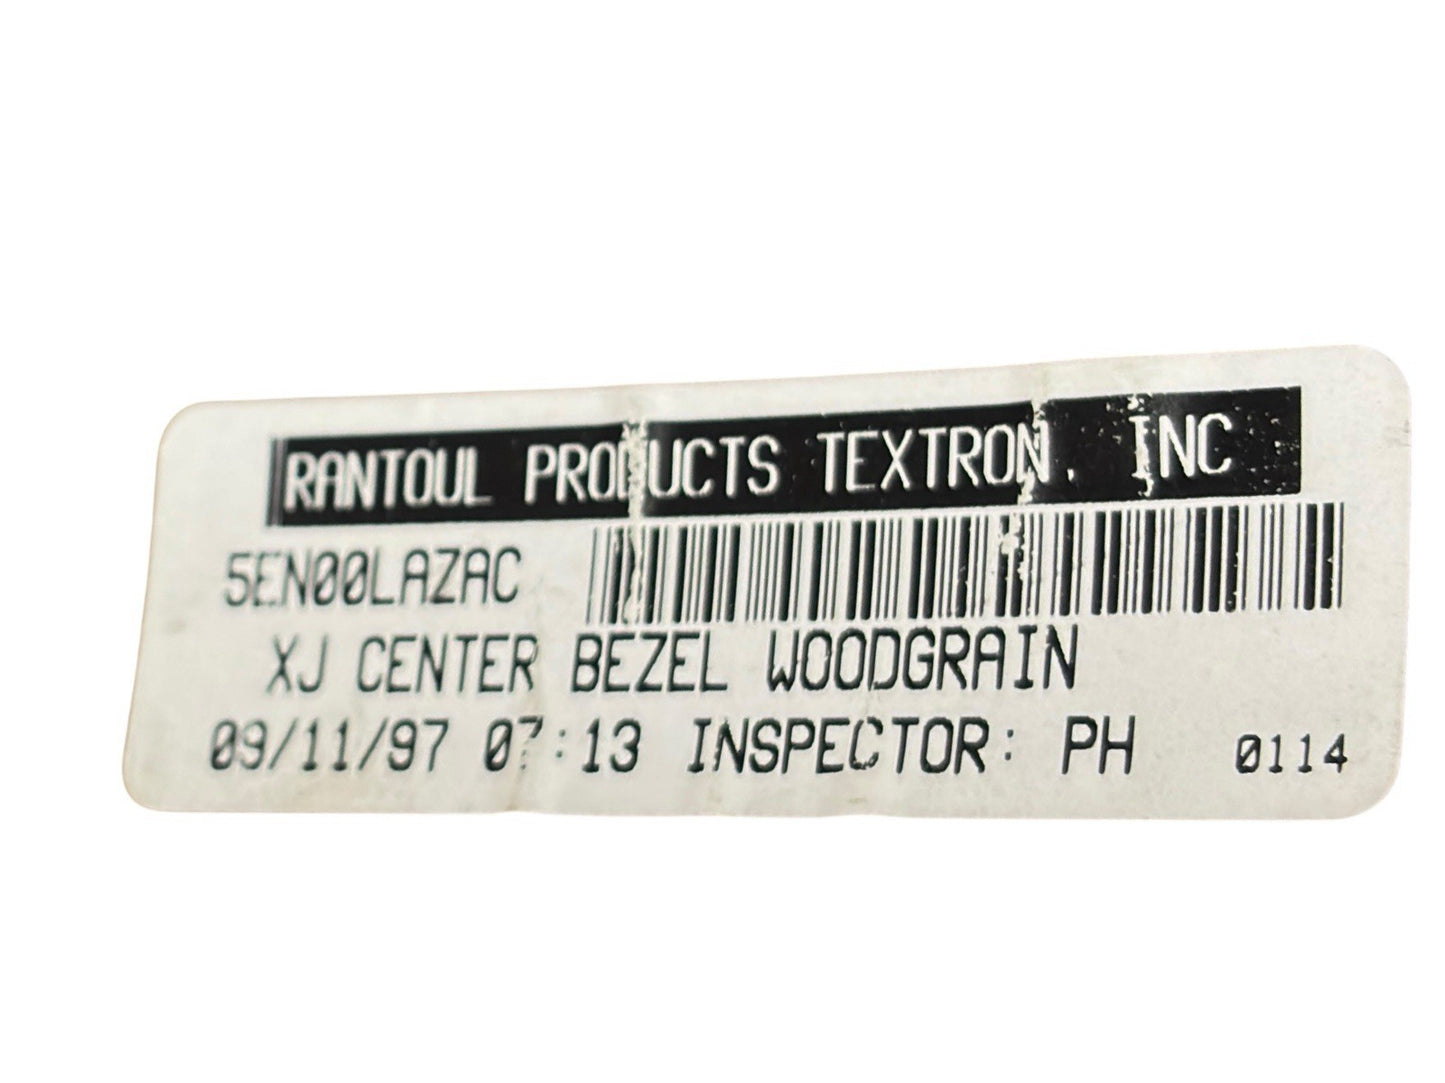 RANTOUL PRODUCTS TEXTRON, INC
5EN00LAZAC
XJ CENTER BEZEL WOODGRAIN
09/11/97 07:13 INSPECTOR: PH 0114